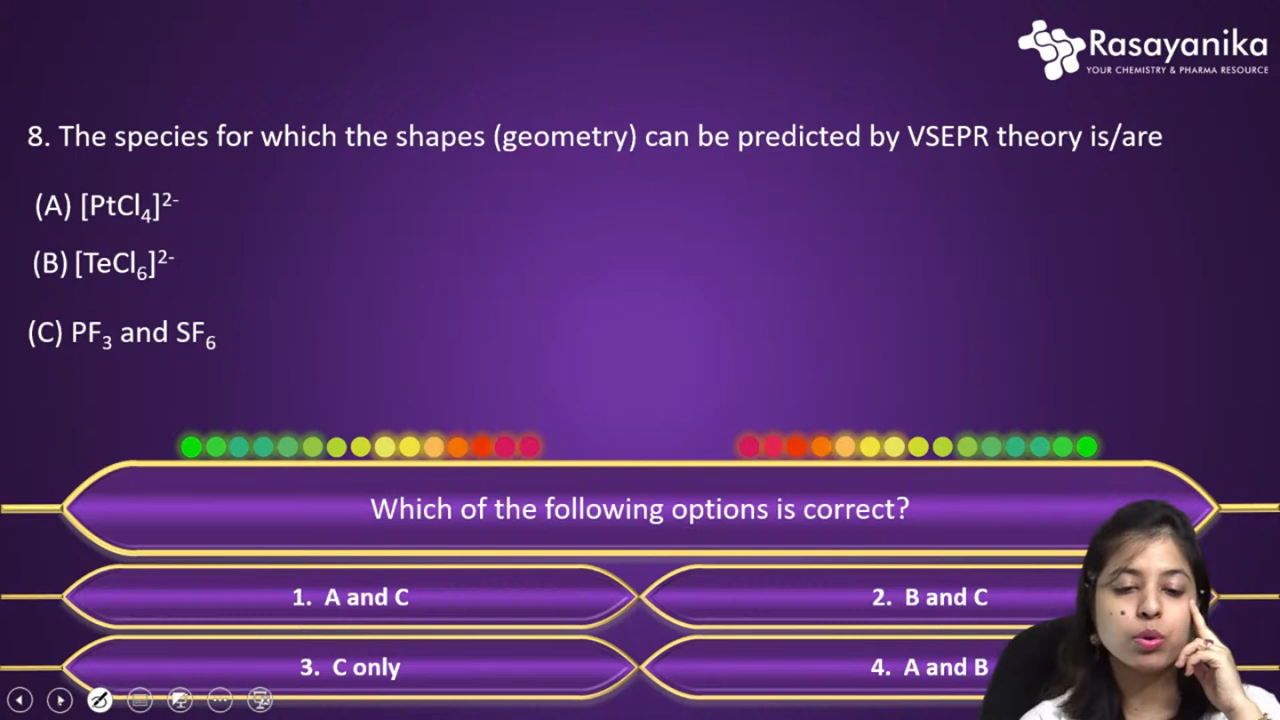 Rasayanika
YOUR CHEMISTRY & PHARMA RESOURCE
8. The species for which the shapes (geometry) can be predicted by VSEPR theory is/are
(A) [PtCl₄]²⁻
(B) [TeCl₆]²⁻
(C) PF₃ and SF₆
Which of the following options is correct?
1. A and C
2. B and C
3. C only
4. A and B